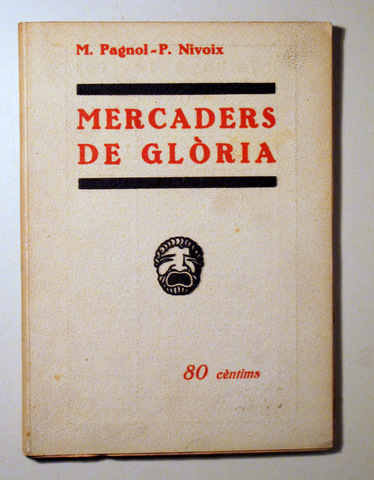 M. Pagnol-P. Nivoix
MERCADERS
DE GLÒRIA
80 cèntims